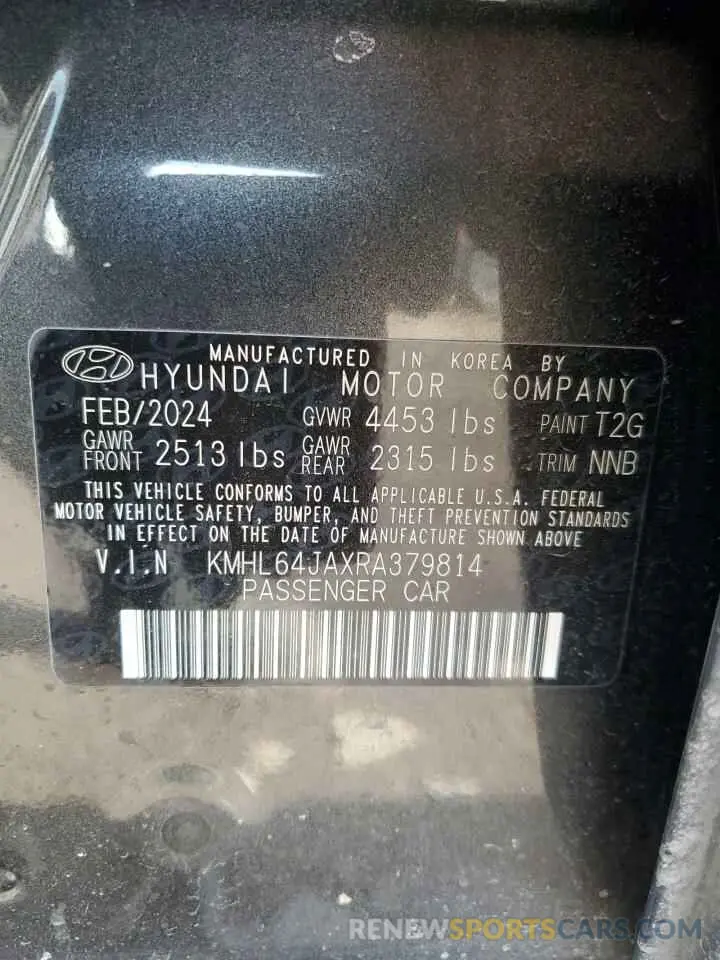 MANUFACTURED IN KOREA BY
HYUNDAI MOTOR COMPANY
FEB/2024 GVWR 4453 lbs PAINT T2G
GAWR FRONT 2513 lbs GAWR REAR 2315 lbs TRIM NNB
THIS VEHICLE CONFORMS TO ALL APPLICABLE U.S.A. FEDERAL
MOTOR VEHICLE SAFETY, BUMPER, AND THEFT PREVENTION STANDARDS
IN EFFECT ON THE DATE OF MANUFACTURE SHOWN ABOVE
V.I.N KMHL64JAXRA379814
PASSENGER CAR
RENEWSPORTSCARS.COM